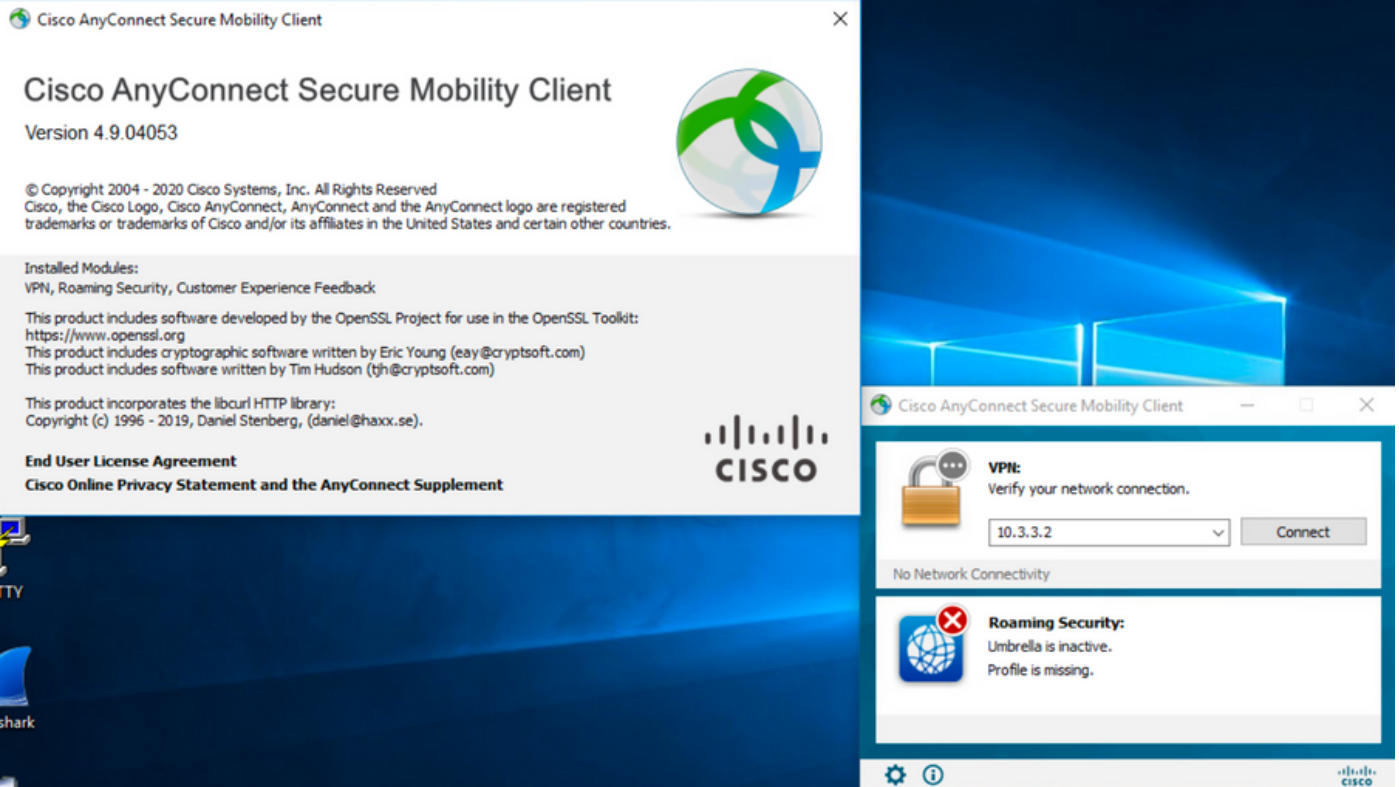 Cisco AnyConnect Secure Mobility Client
Cisco AnyConnect Secure Mobility Client
Version 4.9.04053
© Copyright 2004 - 2020 Cisco Systems, Inc. All Rights Reserved
Cisco, the Cisco Logo, Cisco AnyConnect, AnyConnect and the AnyConnect logo are registered
trademarks or trademarks of Cisco and/or its affiliates in the United States and certain other countries.
Installed Modules:
VPN, Roaming Security, Customer Experience Feedback
This product includes software developed by the OpenSSL Project for use in the OpenSSL Toolkit:
https://www.openssl.org
This product includes cryptographic software written by Eric Young (eay@cryptsoft.com)
This product includes software written by Tim Hudson (tjh@cryptsoft.com)
This product incorporates the libcurl HTTP library:
Copyright (c) 1996 - 2019, Daniel Stenberg, (daniel@haxx.se).
End User License Agreement
Cisco Online Privacy Statement and the AnyConnect Supplement
CISCO
TTY
shark
Cisco AnyConnect Secure Mobility Client
VPN:
Verify your network connection.
10.3.3.2
Connect
No Network Connectivity
Roaming Security:
Umbrella is inactive.
Profile is missing.
CISCO